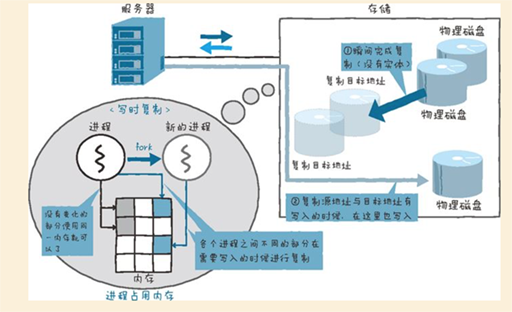 服务器
存储
物理磁盘
①瞬间完成复
制（没有实体）
复制目标地址
物理磁盘
复制目标地址
〈写时复制〉
进程
新的进程
fork
物理磁盘
②复制源地址与目标地址有
写入的时候，在这里也写入
没有变化的
部分使用同
一内存就可
以了
各个进程之间不同的部分在
需要写入的时候进行复制
内存
进程占用内存